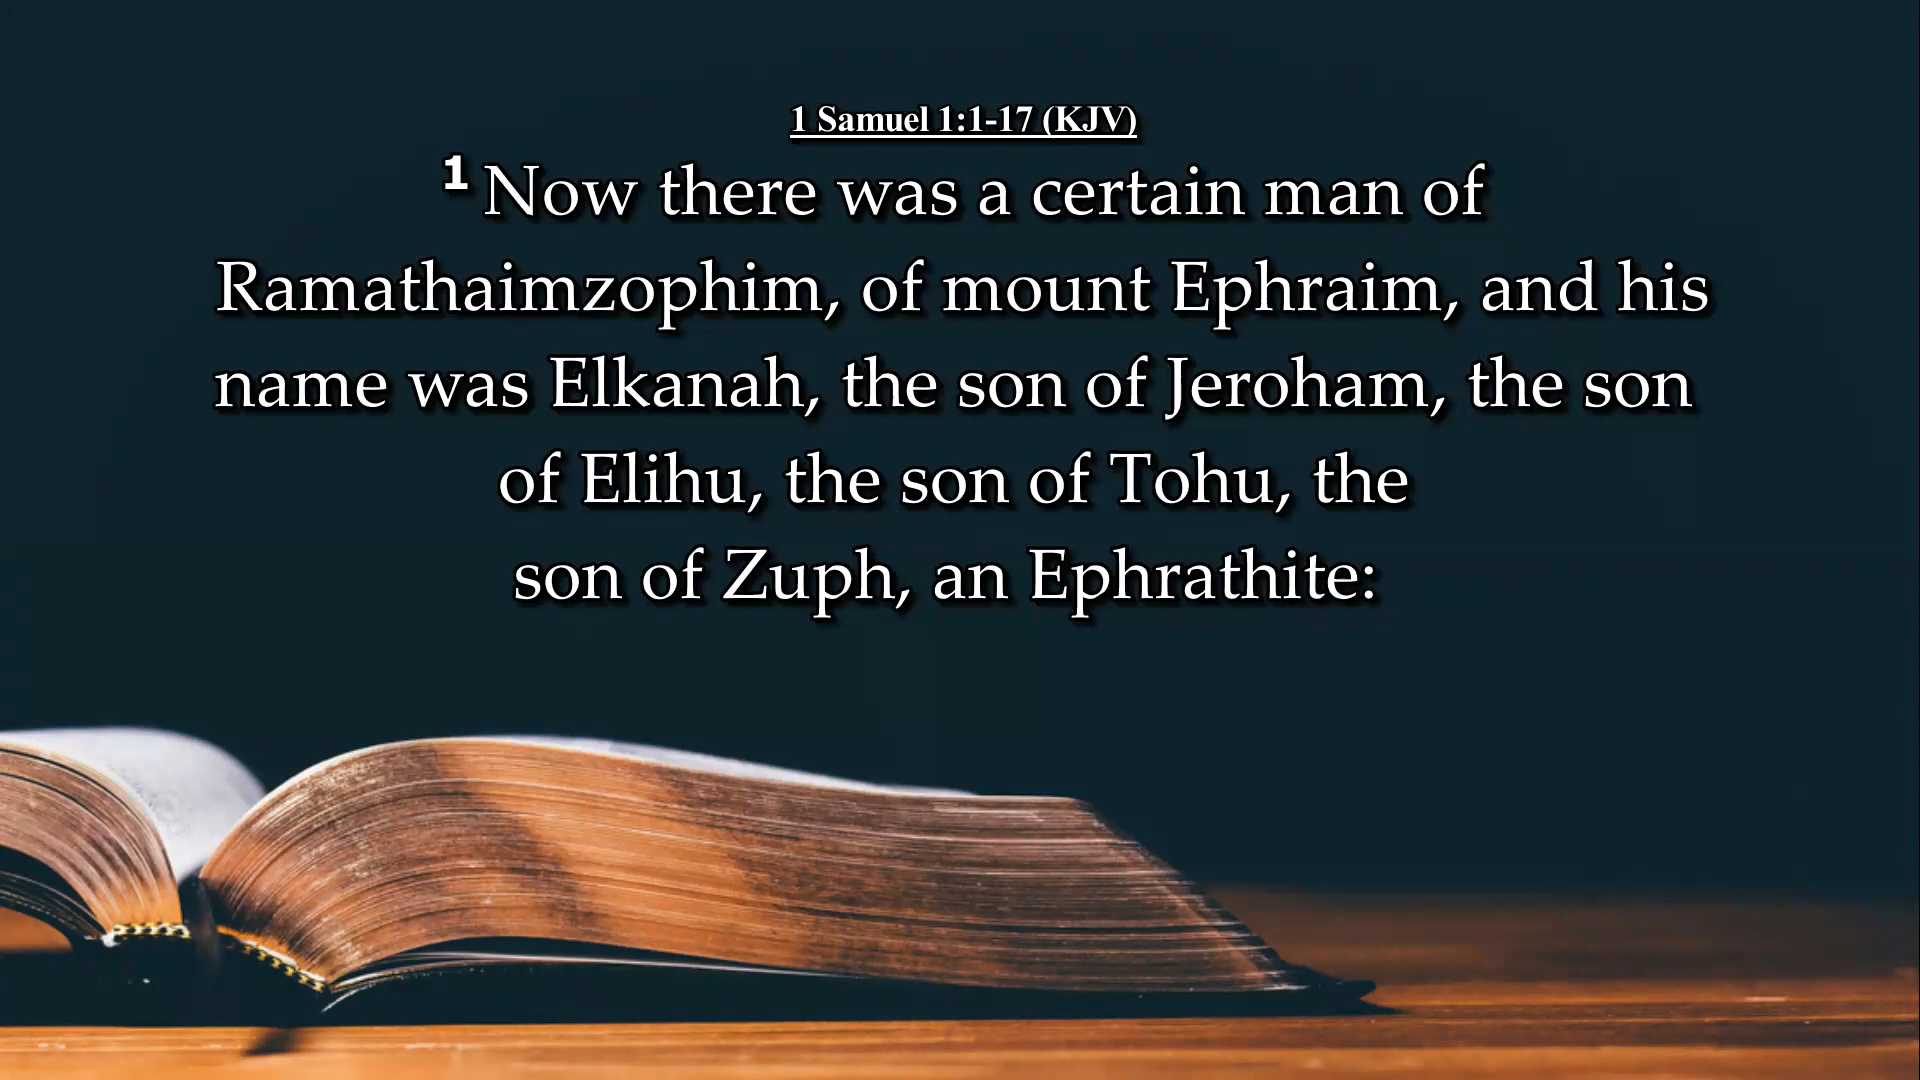 1 Samuel 1:1-17 (KJV)
1 Now there was a certain man of
Ramathaimzophim, of mount Ephraim, and his
name was Elkanah, the son of Jeroham, the son
of Elihu, the son of Tohu, the
son of Zuph, an Ephrathite: